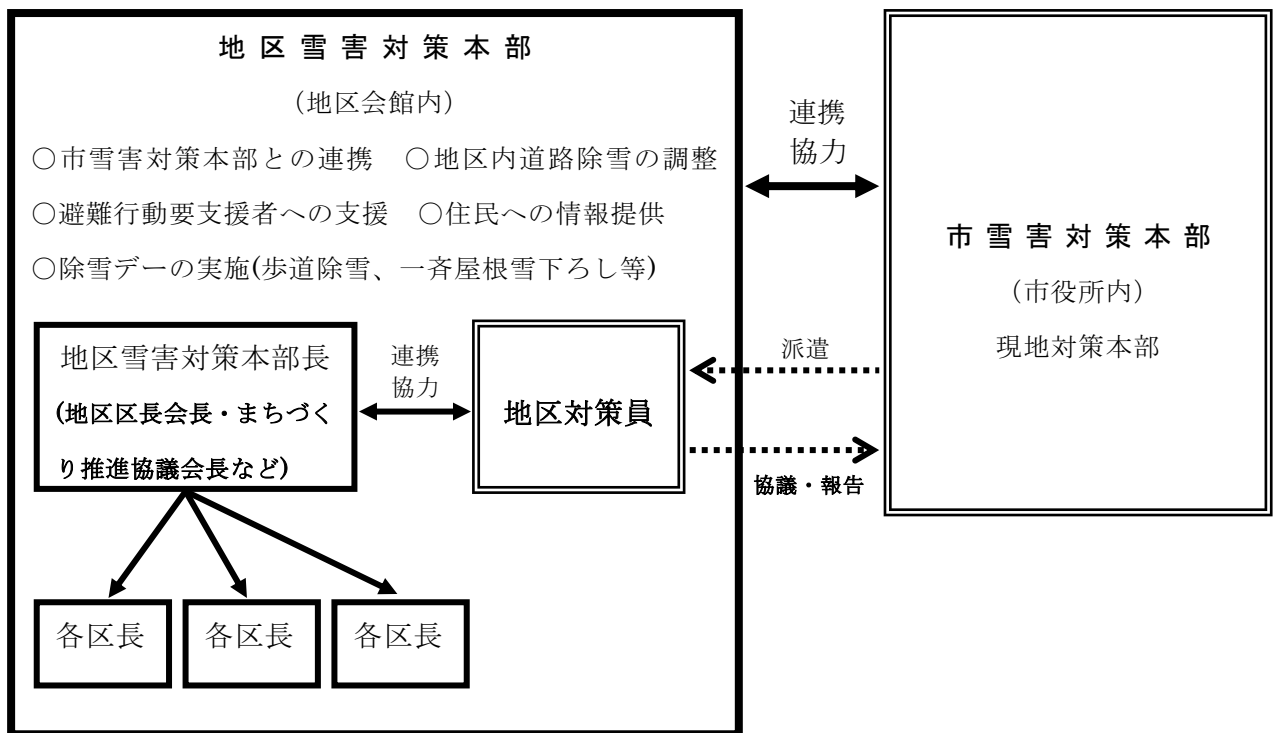 地区雪害対策本部
（地区会館内）
○市雪害対策本部との連携　○地区内道路除雪の調整
○避難行動要支援者への支援　○住民への情報提供
○除雪デーの実施(歩道除雪、一斉屋根雪下ろし等)
地区雪害対策本部長
(地区区長会長・まちづく
り推進協議会長など)
連携
協力
地区対策員
各区長
各区長
各区長
連携
協力
派遣
協議・報告
市雪害対策本部
（市役所内）
現地対策本部